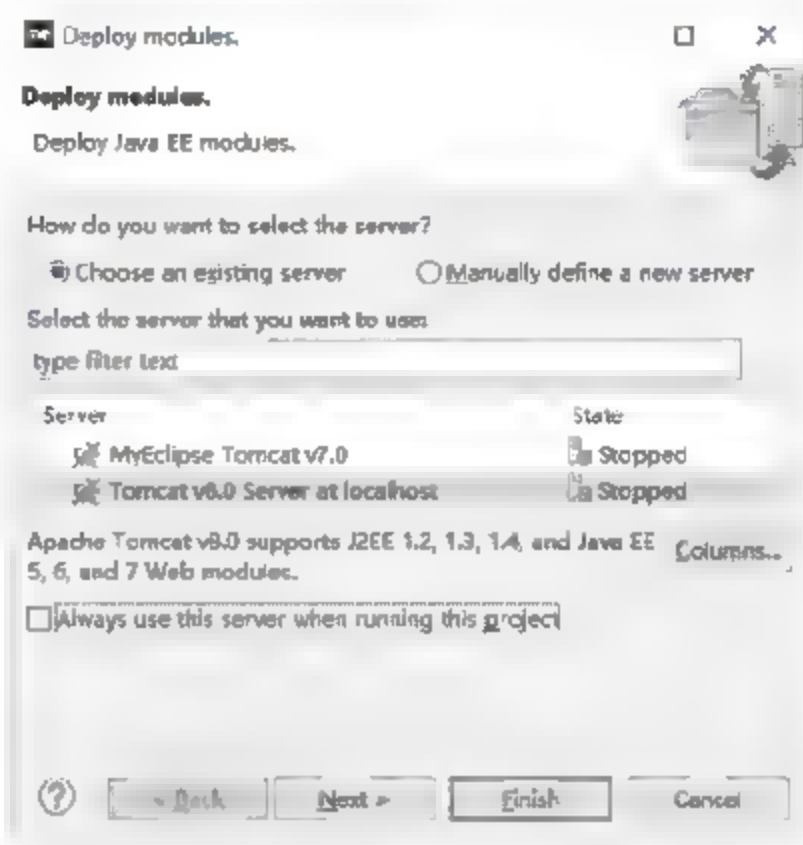 Deploy modules.
Deploy modules.
Deploy Java EE modules.
How do you want to select the server?
Choose an existing server
Manually define a new server
Select the server that you want to use:
type filter text
Server State
MyEclipse Tomcat v7.0 Stopped
Tomcat v8.0 Server at localhost Stopped
Apache Tomcat v8.0 supports J2EE 1.2, 1.3, 1.4, and Java EE
5, 6, and 7 Web modules.
Columns...
Always use this server when running this project
< Back Next > Finish Cancel